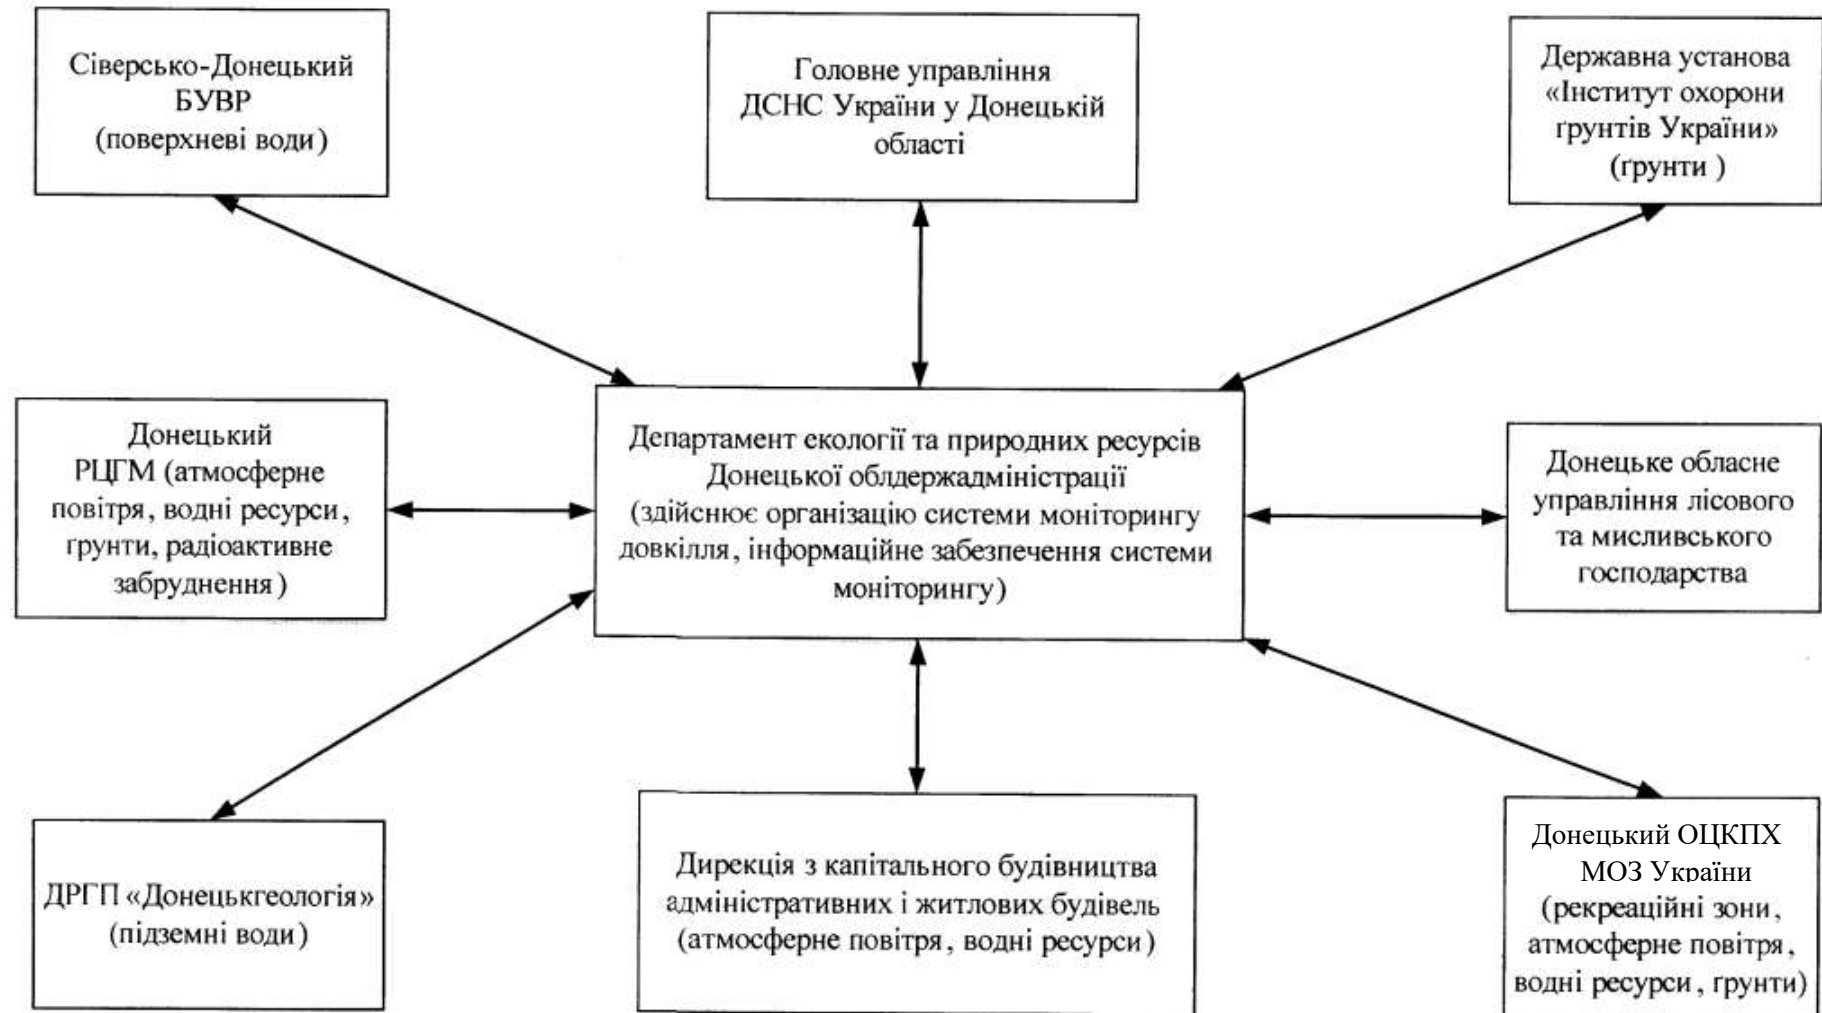 Сіверсько-Донецький
БУВР
(поверхневі води)
Головне управління
ДСНС України у Донецькій
області
Державна установа
«Інститут охорони
ґрунтів України»
(ґрунти )
Донецький
РЦГМ (атмосферне
повітря, водні ресурси,
ґрунти, радіоактивне
забруднення)
Департамент екології та природних ресурсів
Донецької облдержадміністрації
(здійснює організацію системи моніторингу
довкілля, інформаційне забезпечення системи
моніторингу)
Донецьке обласне
управління лісового
та мисливського
господарства
ДРГП «Донецькгеологія»
(підземні води)
Дирекція з капітального будівництва
адміністративних і житлових будівель
(атмосферне повітря, водні ресурси)
Донецький ОЦКПХ
МОЗ України
(рекреаційні зони,
атмосферне повітря,
водні ресурси, ґрунти)